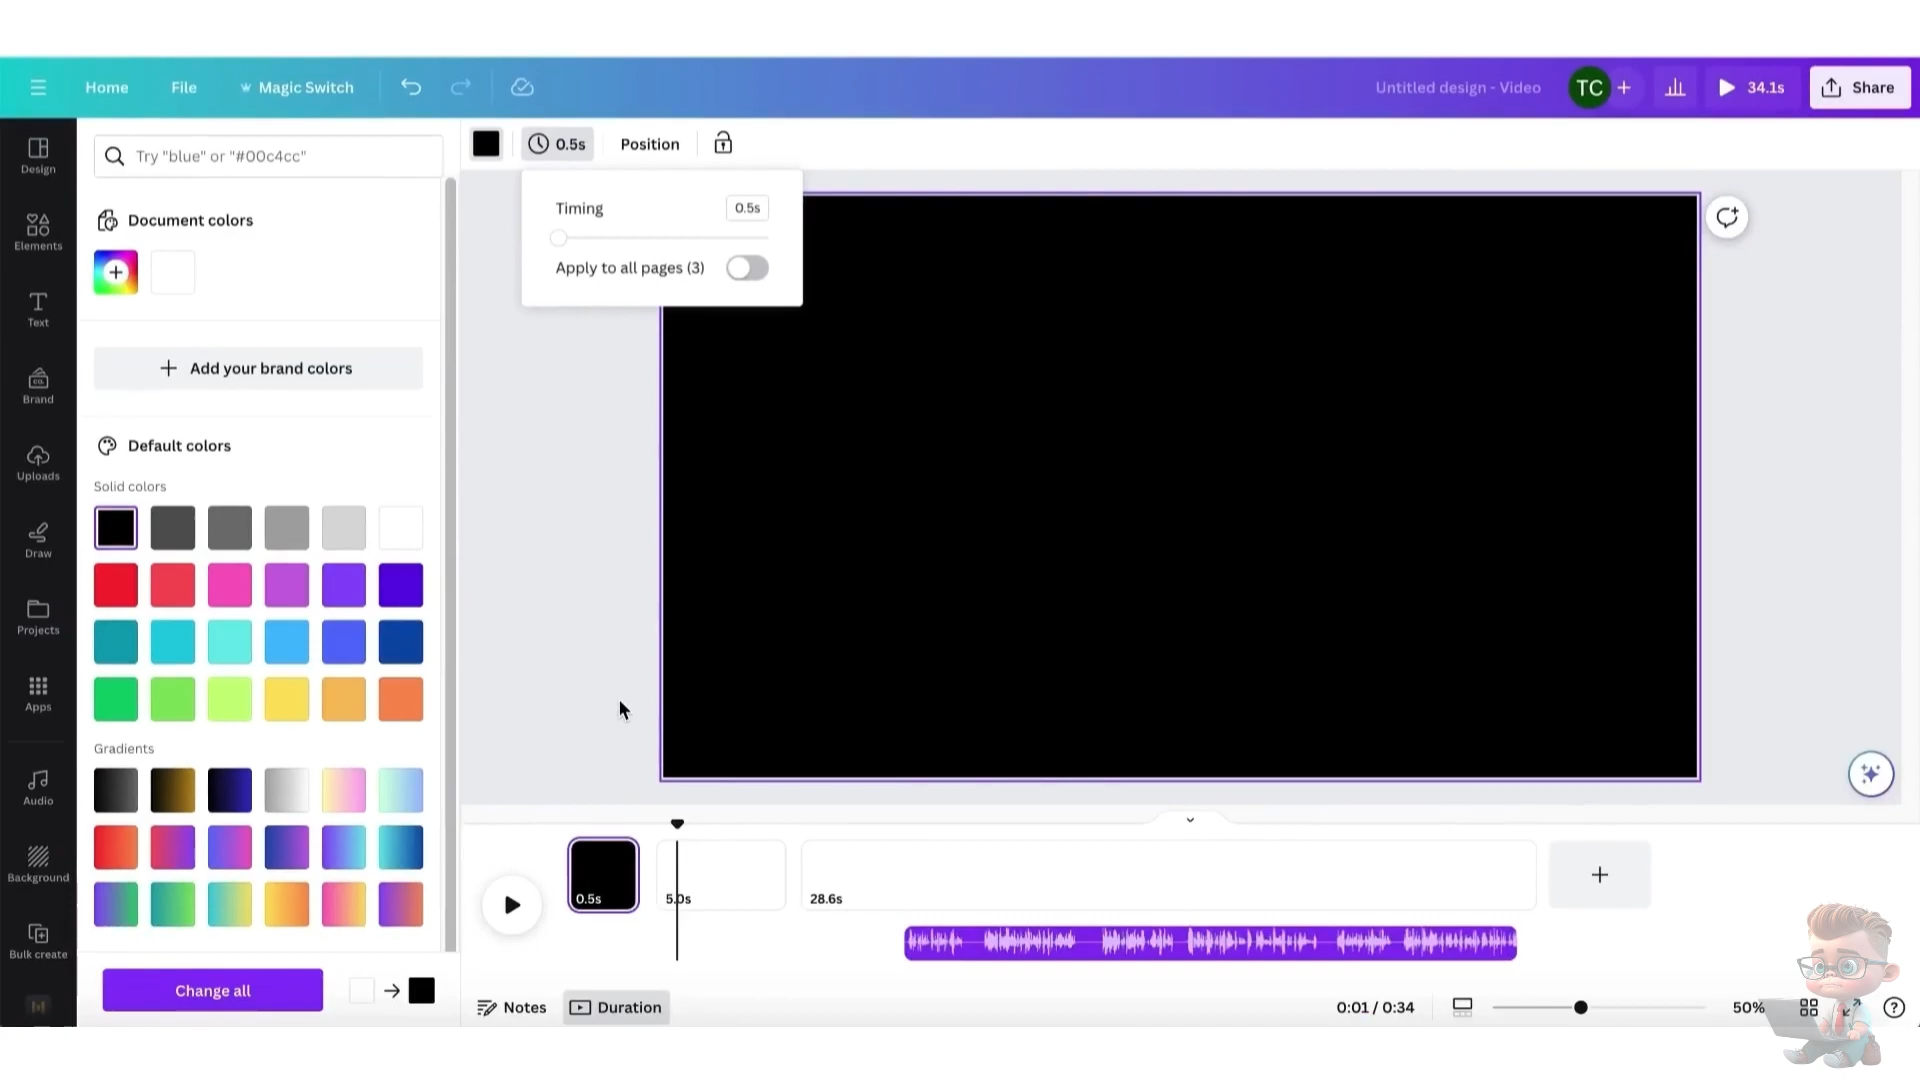 Home
File
Magic Switch
Untitled design - Video
TC
34.1s
Share
Design
Elements
Text
Brand
CO.
Uploads
Draw
Projects
Apps
Audio
Background
Bulk create
Try "blue" or "#00c4cc"
Document colors
Add your brand colors
Default colors
Solid colors
Gradients
Change all
0.5s
Position
Timing
0.5s
Apply to all pages (3)
0.5s
5.0s
28.6s
Notes
Duration
0:01 / 0:34
50%